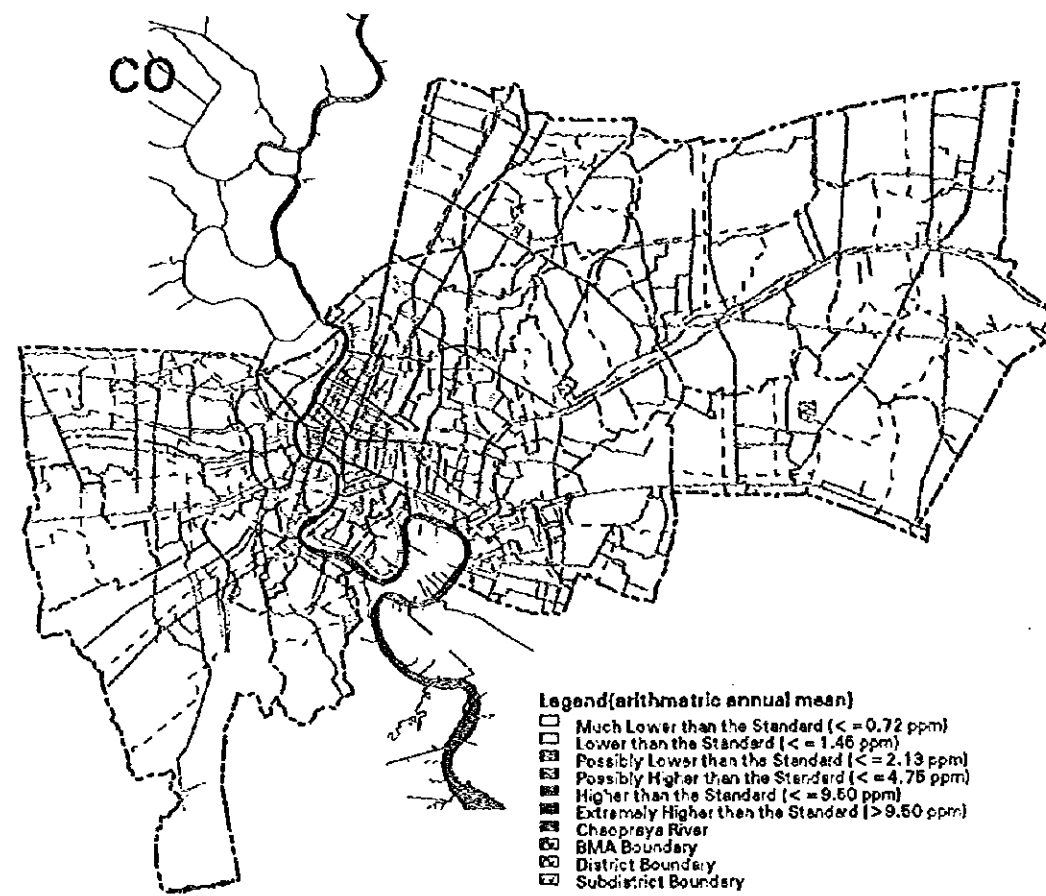 CO
Legend(arithmatric annual mean)
Much Lower than the Standard (< = 0.72 ppm)
Lower than the Standard (< = 1.46 ppm)
Possibly Lower than the Standard (< = 2.13 ppm)
Possibly Higher than the Standard (< = 4.75 ppm)
Higher than the Standard (< = 9.50 ppm)
Extremely Higher than the Standard (> 9.50 ppm)
Chaopraya River
BMA Boundary
District Boundary
Subdistrict Boundary